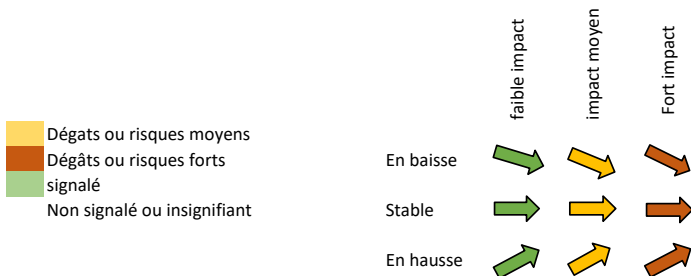 faible impact
impact moyen
Fort impact
Dégats ou risques moyens
Dégâts ou risques forts
signalé
Non signalé ou insignifiant
En baisse
Stable
En hausse